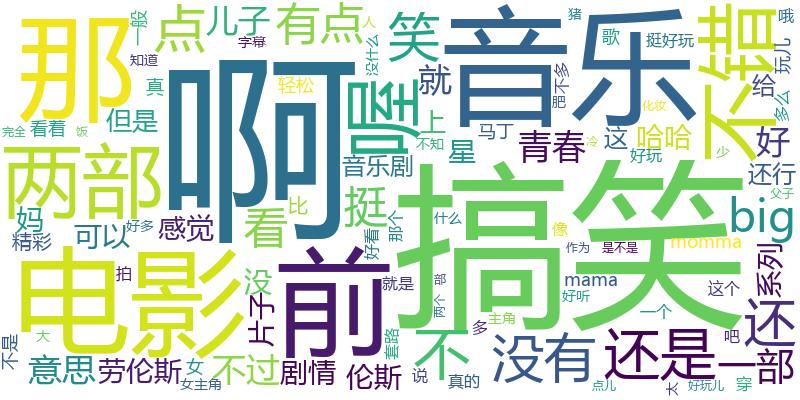 那
点
儿子
有点
笑
音乐
不错
啊
喔
就
上
星
青春
这
哈哈
好
给
哦
玩儿
多么
挺好玩
歌
猪
人
没什么
字幕
一般
知道
真
轻松
但是
完全
看着
饭
两部
妈
精彩
可以
好多
感觉
看
比
挺
音乐剧
好看
那个
不知
马丁
好玩
冷
化妆
少
还行
父子
big
momma
像
作为
是不是
什么
搞笑
电影
前
没
拍
片子
就是
两个
部
mama
好听
这个
系列
还
一个
主角
多
套路
不
没有
还是
吧
一部
不是
大
意思
劳伦斯
女
女主角
不过
剧情
伦斯
说
真的
点儿
太
好玩儿
穿